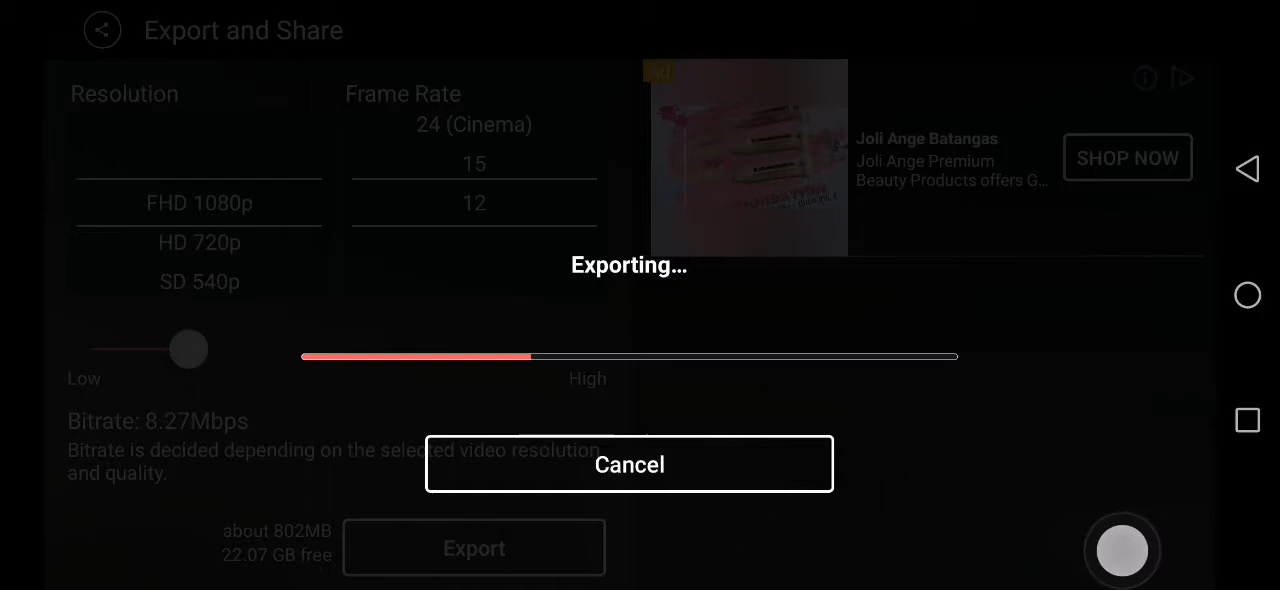 Export and Share
Resolution
Frame Rate
24 (Cinema)
15
12
FHD 1080p
HD 720p
SD 540p
Ad
Joli Ange Batangas
Joli Ange Premium
Beauty Products offers G...
SHOP NOW
Exporting...
Low
High
Bitrate: 8.27Mbps
Bitrate is decided depending on the selected video resolution
and quality.
Cancel
about 802MB
22.07 GB free
Export